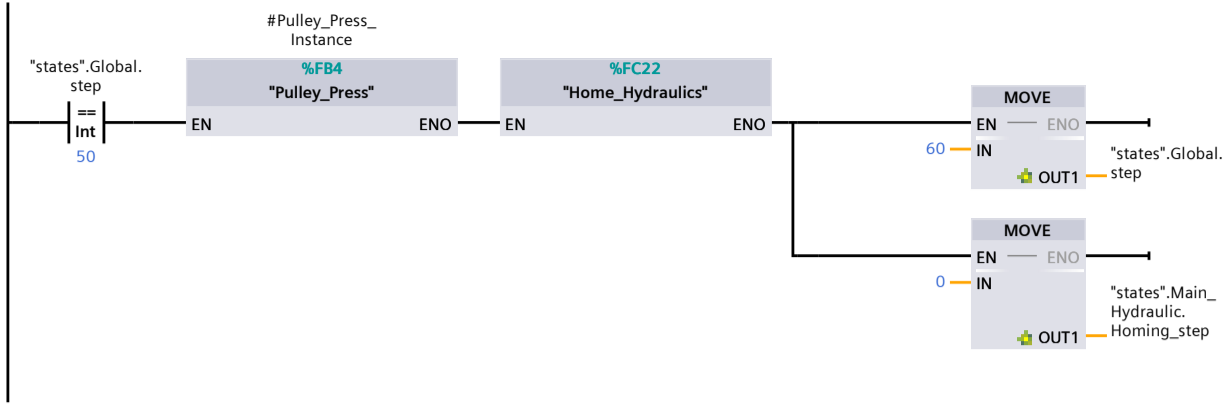 #Pulley_Press_
Instance
"states".Global.
step
==
Int
50
%FB4
"Pulley_Press"
EN
ENO
%FC22
"Home_Hydraulics"
EN
ENO
MOVE
EN
ENO
60
IN
OUT1
"states".Global.
step
MOVE
EN
ENO
0
IN
OUT1
"states".Main_
Hydraulic.
Homing_step